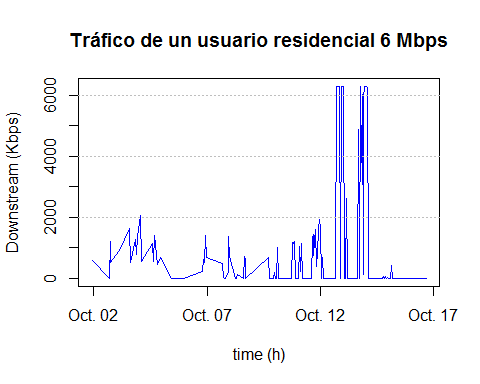 Tráfico de un usuario residencial 6 Mbps
Downstream (Kbps)
6000
4000
2000
0
Oct. 02 Oct. 07 Oct. 12 Oct. 17
time (h)